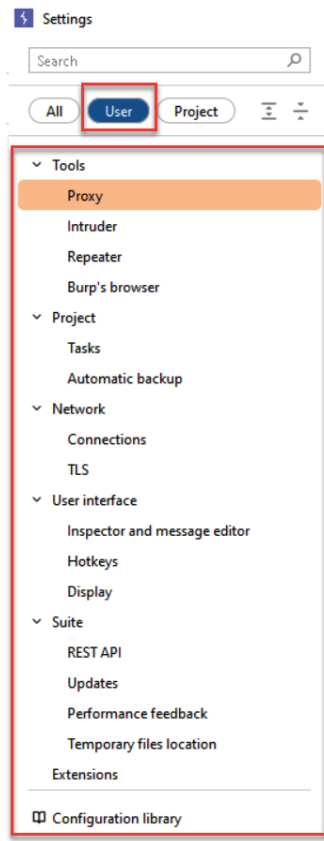 Settings
Search
All User Project
Tools
Proxy
Intruder
Repeater
Burp's browser
Project
Tasks
Automatic backup
Network
Connections
TLS
User interface
Inspector and message editor
Hotkeys
Display
Suite
REST API
Updates
Performance feedback
Temporary files location
Extensions
Configuration library